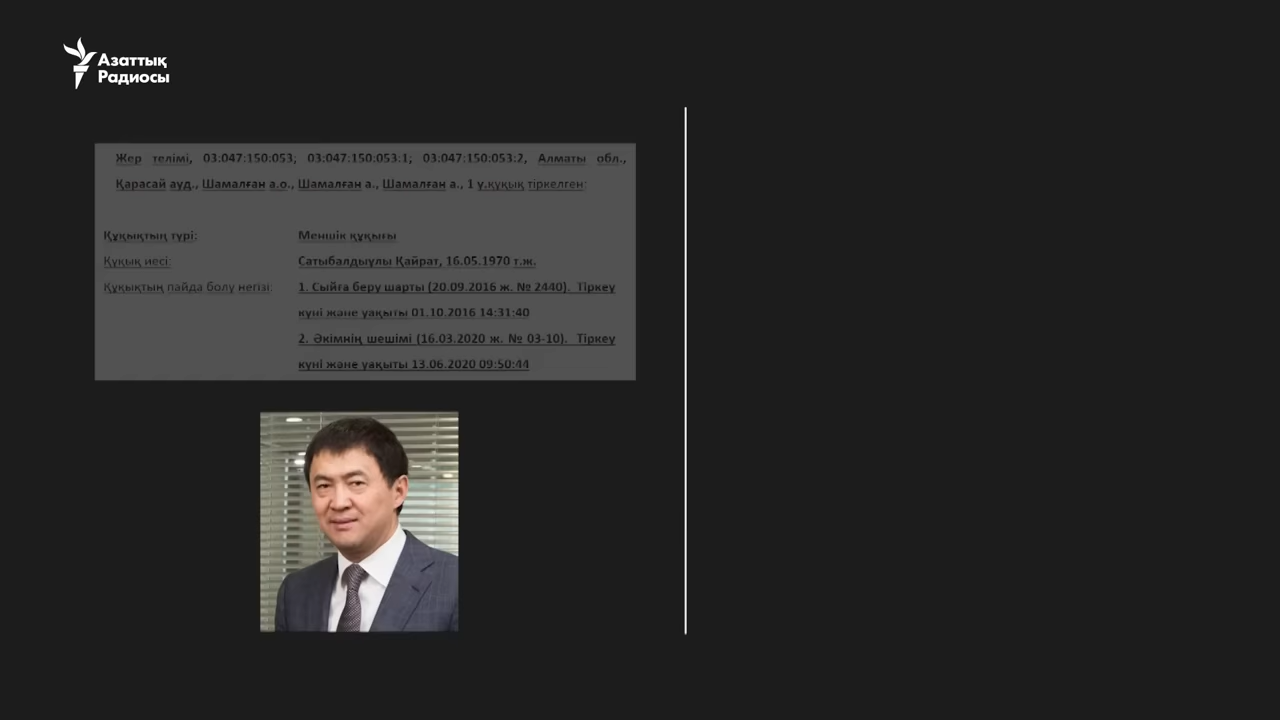 Азаттық
Радиосы
Жер телімі, 03:047:150:053; 03:047:150:053:1; 03:047:150:053:2, Алматы обл.,
Қарасай ауд., Шамалған а.о., Шамалған а., Шамалған а., 1 у.құқық тіркелген:
Құқықтың түрі: Меншік құқығы
Құқық иесі: Сатыбалдыұлы Қайрат, 16.05.1970 т.ж.
Құқықтың пайда болу негізі: 1. Сыйға беру шарты (20.09.2016 ж. № 2440). Тіркеу
күні және уақыты 01.10.2016 14:31:40
2. Әкімнің шешімі (16.03.2020 ж. № 03-10). Тіркеу
күні және уақыты 13.06.2020 09:50:44